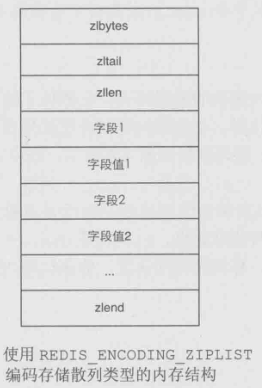 zlbytes
zltail
zllen
字段1
字段值1
字段2
字段值2
...
zlend
使用 REDIS_ENCODING_ZIPLIST
编码存储散列类型的内存结构